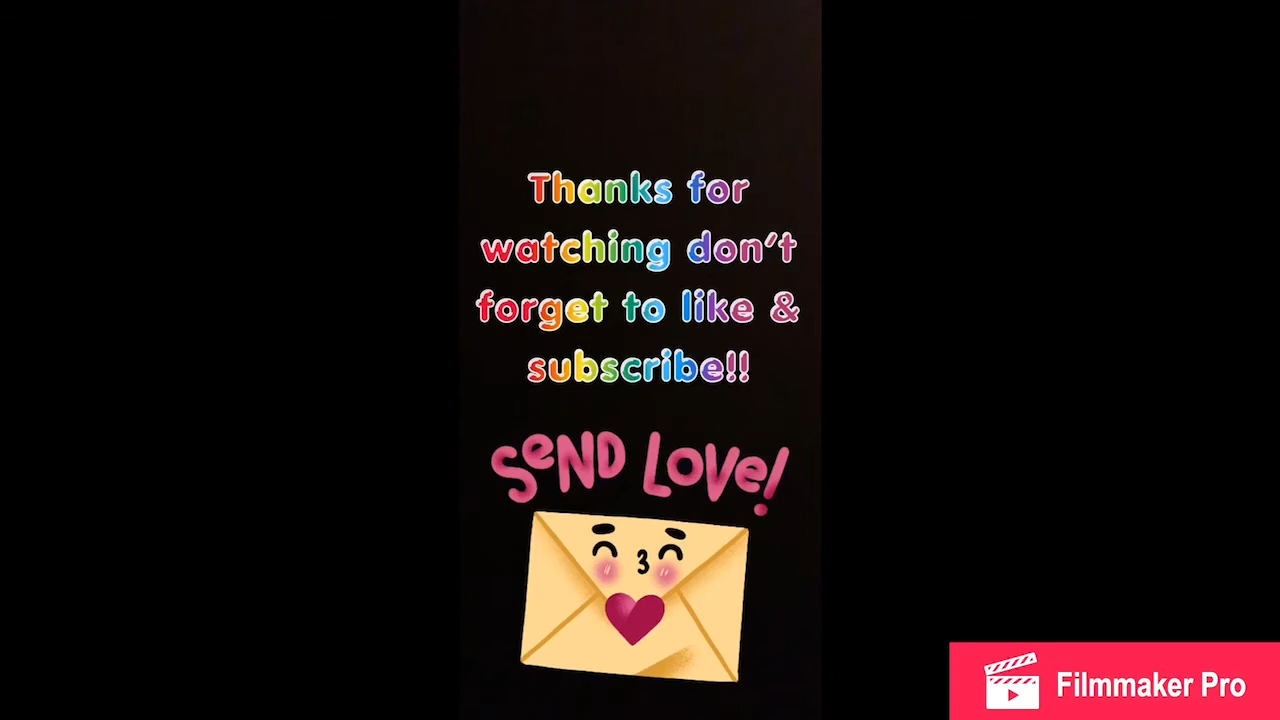 Thanks for
watching don't
forget to like &
subscribe!!
SeND LOVe!
Filmmaker Pro